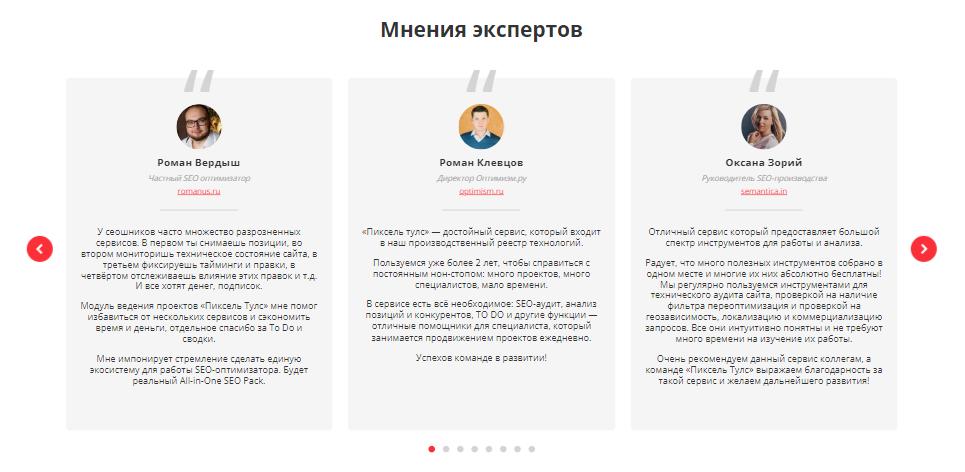 Мнения экспертов
Роман Вердыш
Частный SEO оптимизатор
romanus.ru
У сеошников часто множество разрозненных
сервисов. В первом ты снимаешь позиции, во
втором мониторишь техническое состояние сайта, в
третьем фиксируешь тайминги и правки, в
четвёртом отслеживаешь влияние этих правок и т.д.
И все хотят денег, подписок.
Модуль ведения проектов «Пиксель Тулс» мне помог
избавиться от нескольких сервисов и сэкономить
время и деньги, отдельное спасибо за To Do и
сводки.
Мне импонирует стремление сделать единую
экосистему для работы SEO-оптимизатора. Будет
реальный All-in-One SEO Pack.
Роман Клевцов
Директор Оптимизм.ру
optimism.ru
«Пиксель тулс» — достойный сервис, который входит
в наш производственный реестр технологий.
Пользуемся уже более 2 лет, чтобы справиться с
постоянным нон-стопом: много проектов, много
специалистов, мало времени.
В сервисе есть всё необходимое: SEO-аудит, анализ
позиций и конкурентов, TO DO и другие функции —
отличные помощники для специалиста, который
занимается продвижением проектов ежедневно.
Успехов команде в развитии!
Оксана Зорий
Руководитель SEO-производства
semantica.in
Отличный сервис который предоставляет большой
спектр инструментов для работы и анализа.
Радует, что много полезных инструментов собрано в
одном месте и многие их них абсолютно бесплатны!
Мы регулярно пользуемся инструментами для
технического аудита сайта, проверкой на наличие
фильтра переоптимизация и проверкой на
геозависимость, локализацию и коммерциализацию
запросов. Все они интуитивно понятны и не требуют
много времени на изучение их работы.
Очень рекомендуем данный сервис коллегам, а
команде «Пиксель Тулс» выражаем благодарность за
такой сервис и желаем дальнейшего развития!